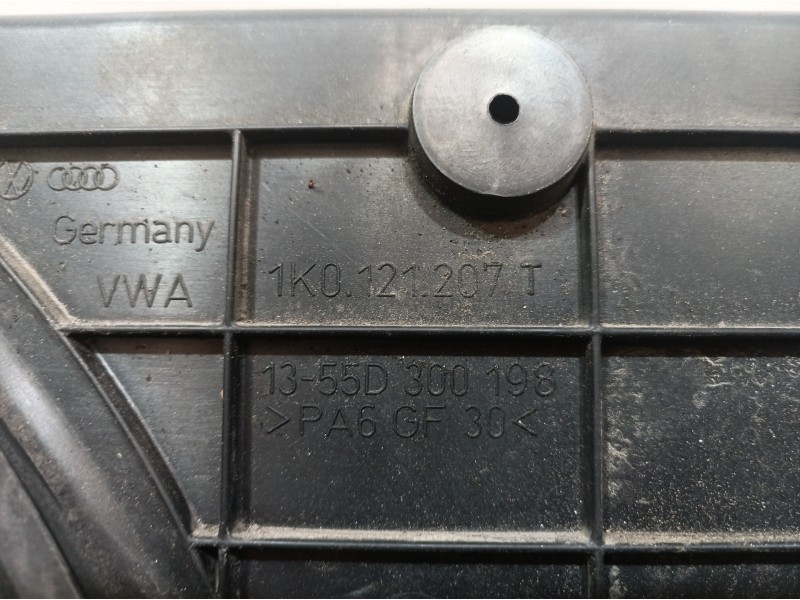 Germany
VWA
1K0.121.207 T
13-55D 300 198
>PA6 GF 30<